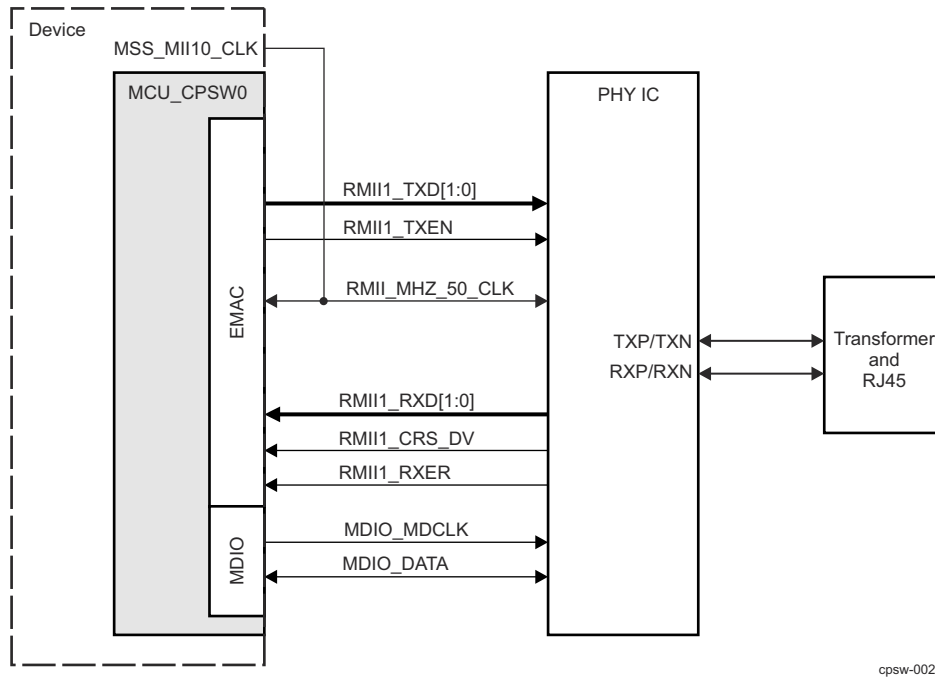 Device
MSS_MII10_CLK
MCU_CPSW0
PHY IC
RMII1_TXD[1:0]
RMII1_TXEN
RMII_MHZ_50_CLK
EMAC
TXP/TXN
RXP/RXN
Transformer
and
RJ45
RMII1_RXD[1:0]
RMII1_CRS_DV
RMII1_RXER
MDIO_MDCLK
MDIO_DATA
MDIO
cpsw-002